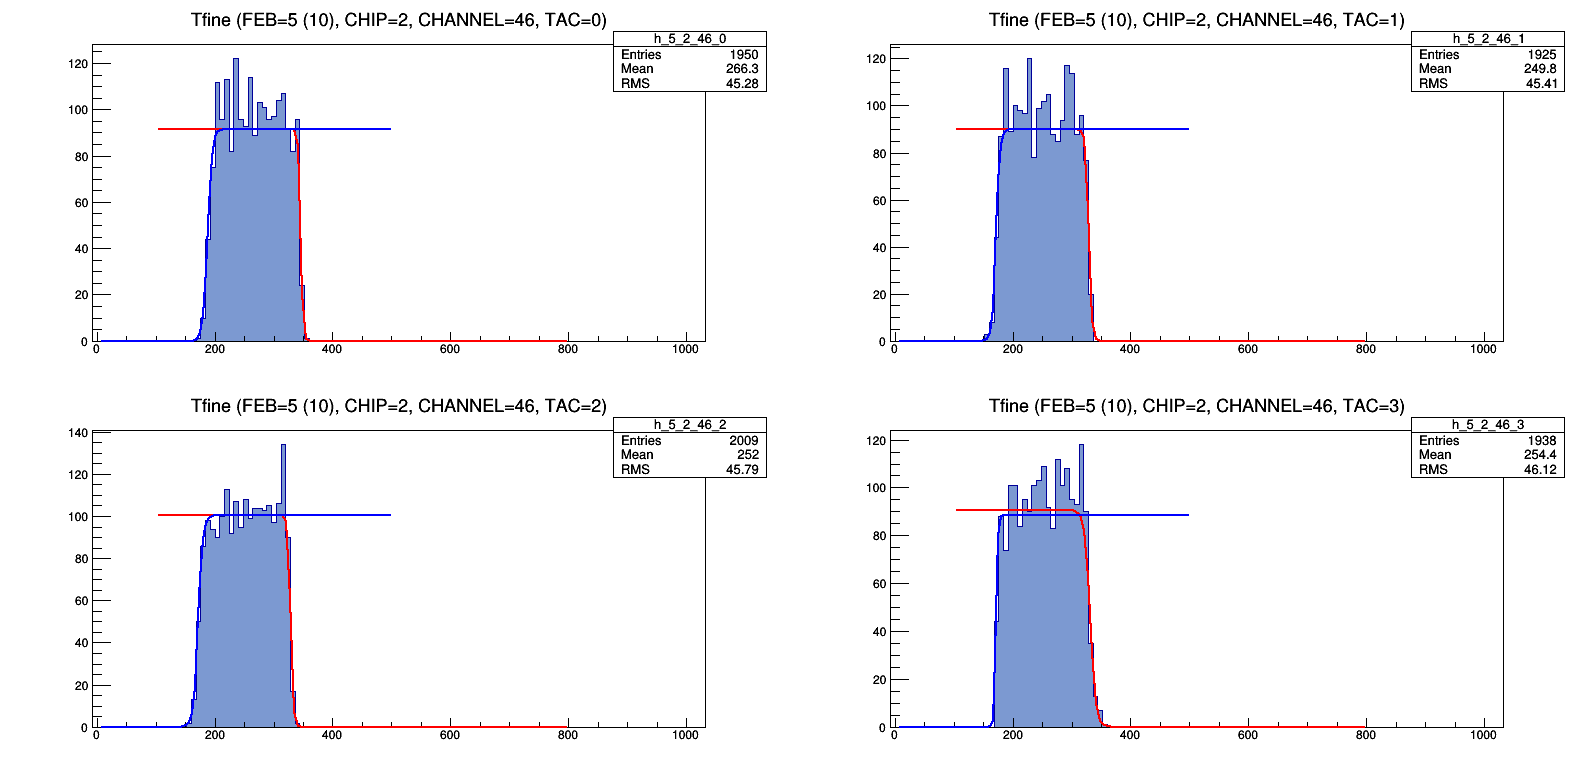 Tfine (FEB=5 (10), CHIP=2, CHANNEL=46, TAC=0)
h_5_2_46_0
Entries 1950
Mean 266.3
RMS 45.28
120
100
80
60
40
20
0
0 200 400 600 800 1000
Tfine (FEB=5 (10), CHIP=2, CHANNEL=46, TAC=1)
h_5_2_46_1
Entries 1925
Mean 249.8
RMS 45.41
120
100
80
60
40
20
0
0 200 400 600 800 1000
Tfine (FEB=5 (10), CHIP=2, CHANNEL=46, TAC=2)
h_5_2_46_2
Entries 2009
Mean 252
RMS 45.79
140
120
100
80
60
40
20
0
0 200 400 600 800 1000
Tfine (FEB=5 (10), CHIP=2, CHANNEL=46, TAC=3)
h_5_2_46_3
Entries 1938
Mean 254.4
RMS 46.12
120
100
80
60
40
20
0
0 200 400 600 800 1000